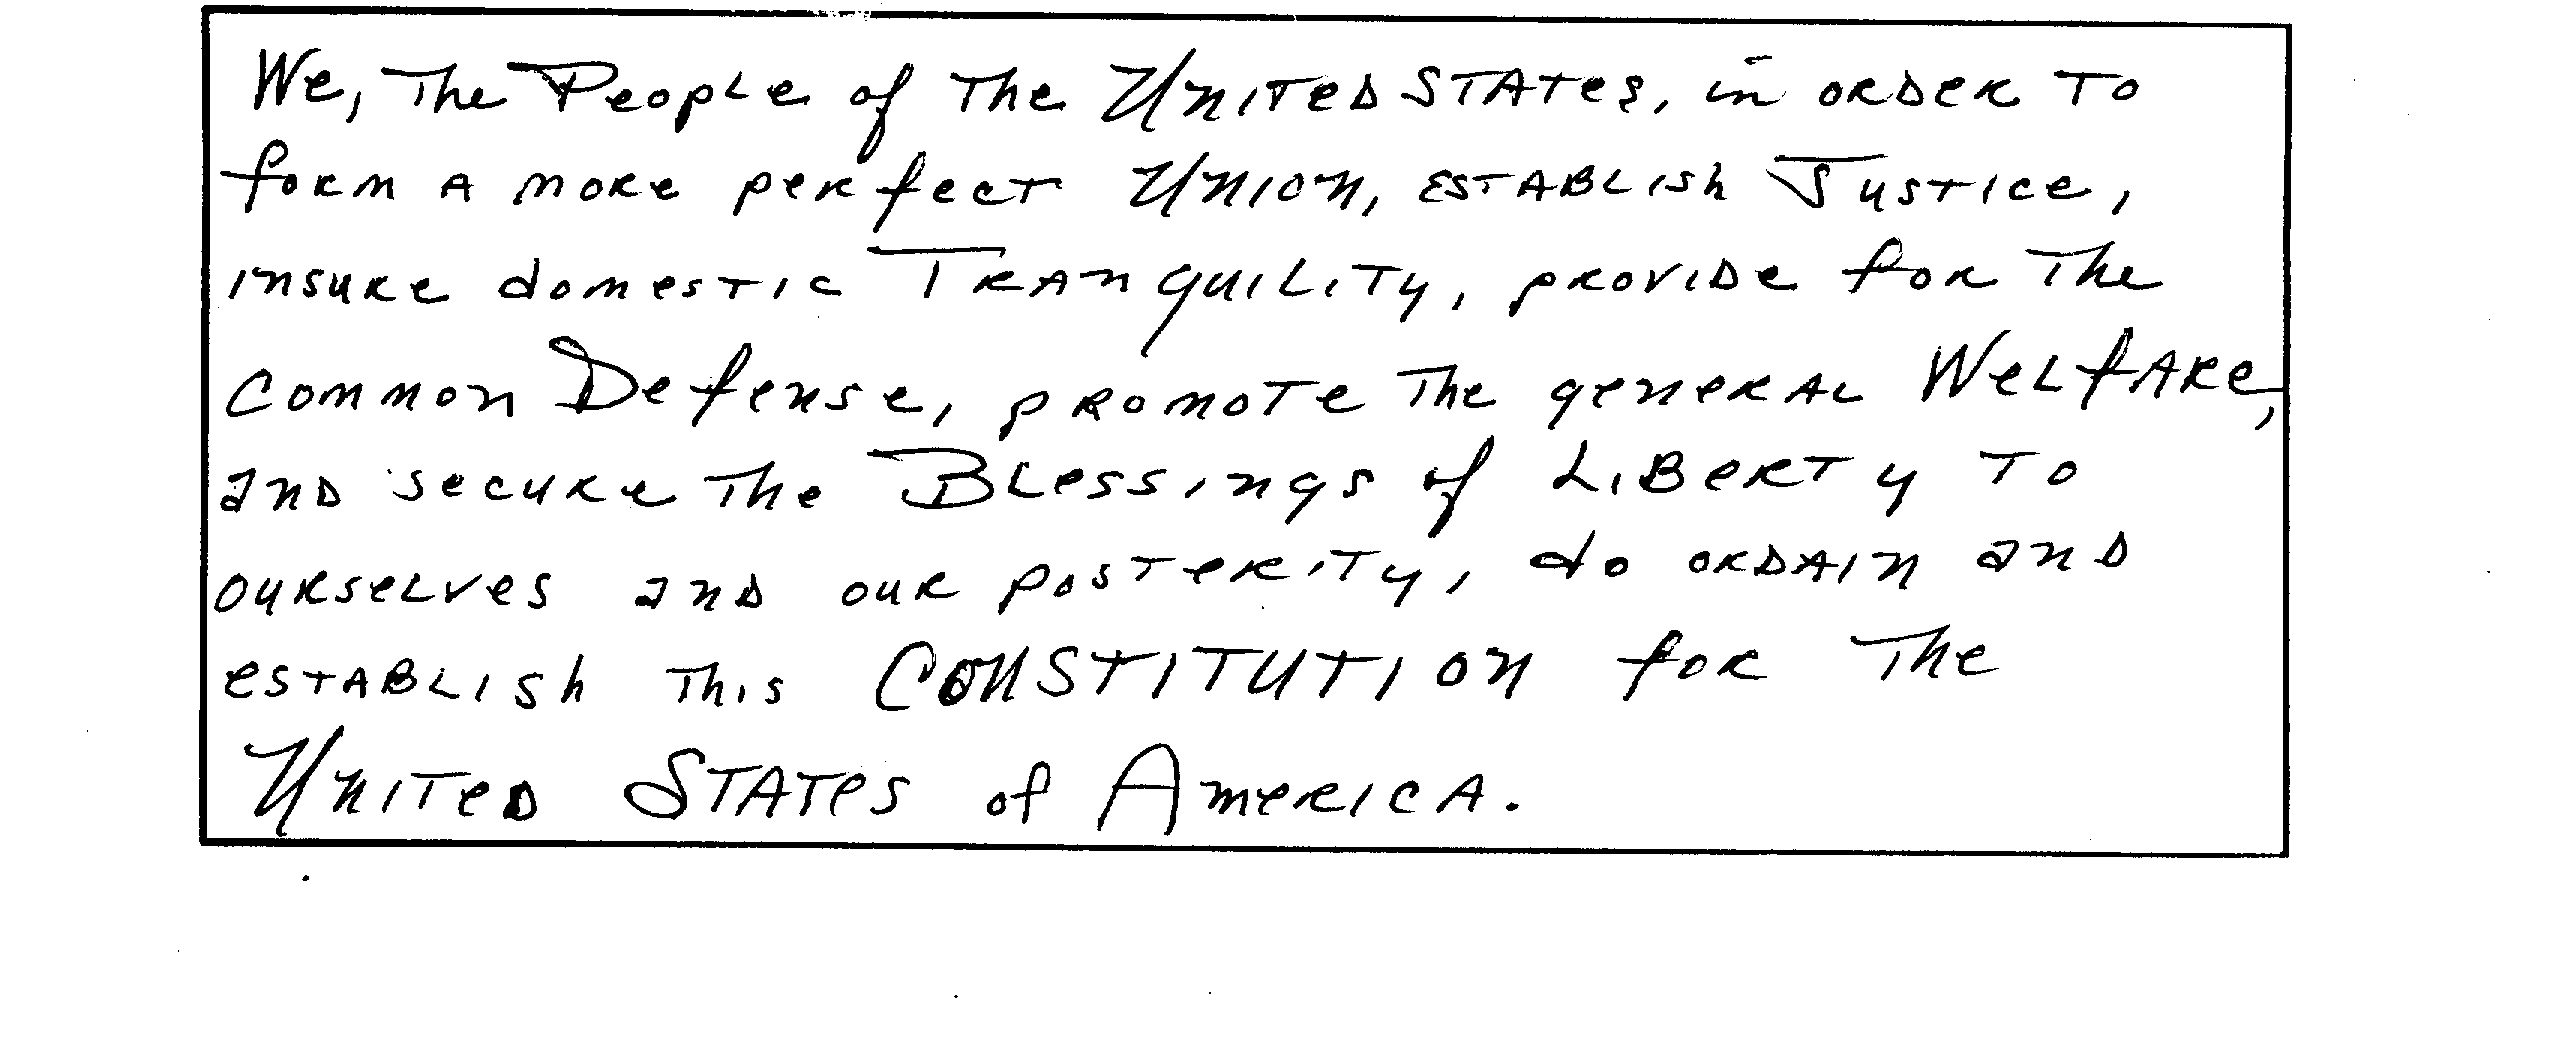 We, The People of The United States, in order to
form a more perfect Union, establish Justice,
insure domestic Tranquility, provide for The
common Defense, promote The general Welfare,
and secure The Blessings of Liberty to
ourselves and our posterity, do ordain and
establish This CONSTITUTION for The
United States of America.